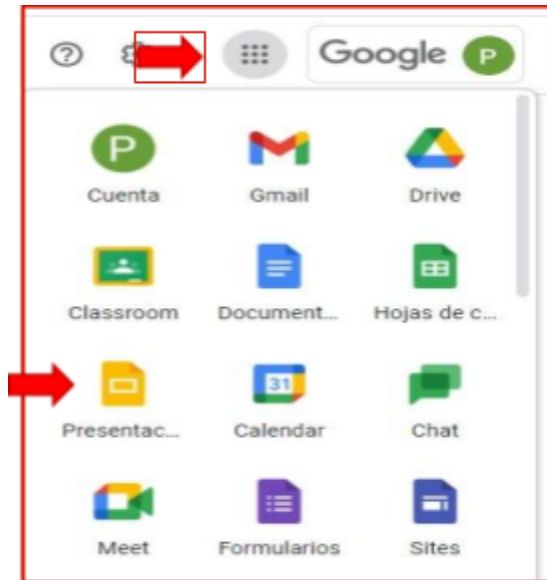 Google P
P
Cuenta Gmail Drive
Classroom Document... Hojas de c...
31
Presentac... Calendar Chat
Meet Formularios Sites